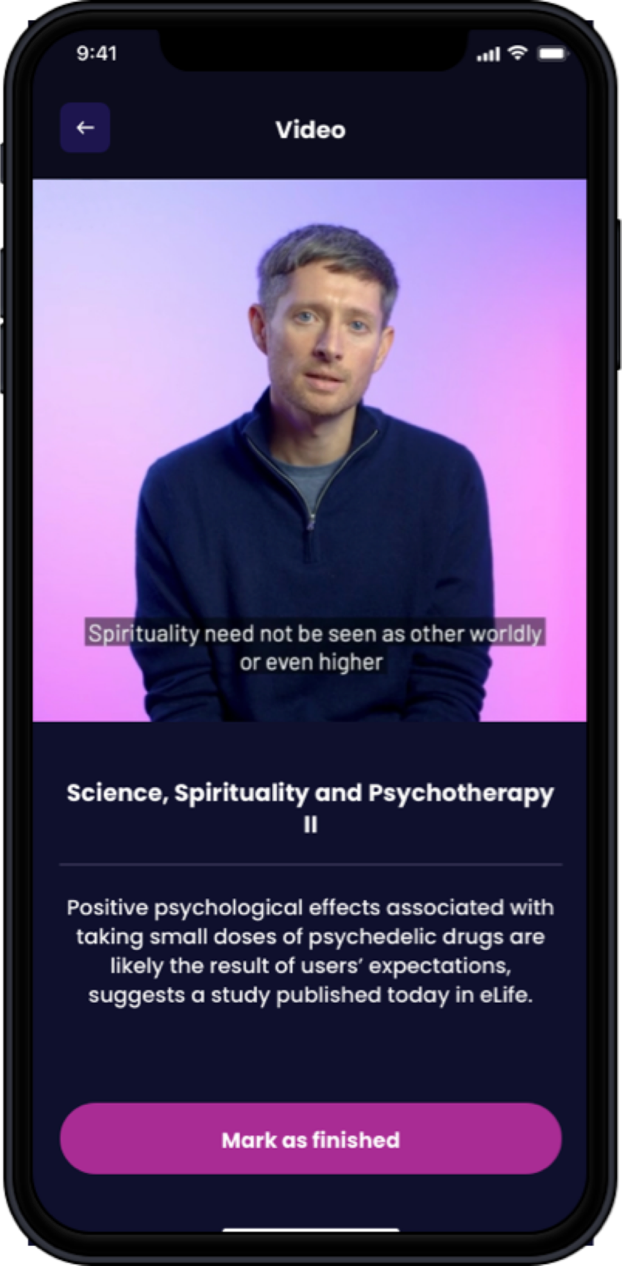 9:41
Video
Spirituality need not be seen as other worldly
or even higher
Science, Spirituality and Psychotherapy
II
Positive psychological effects associated with
taking small doses of psychedelic drugs are
likely the result of users’ expectations,
suggests a study published today in eLife.
Mark as finished